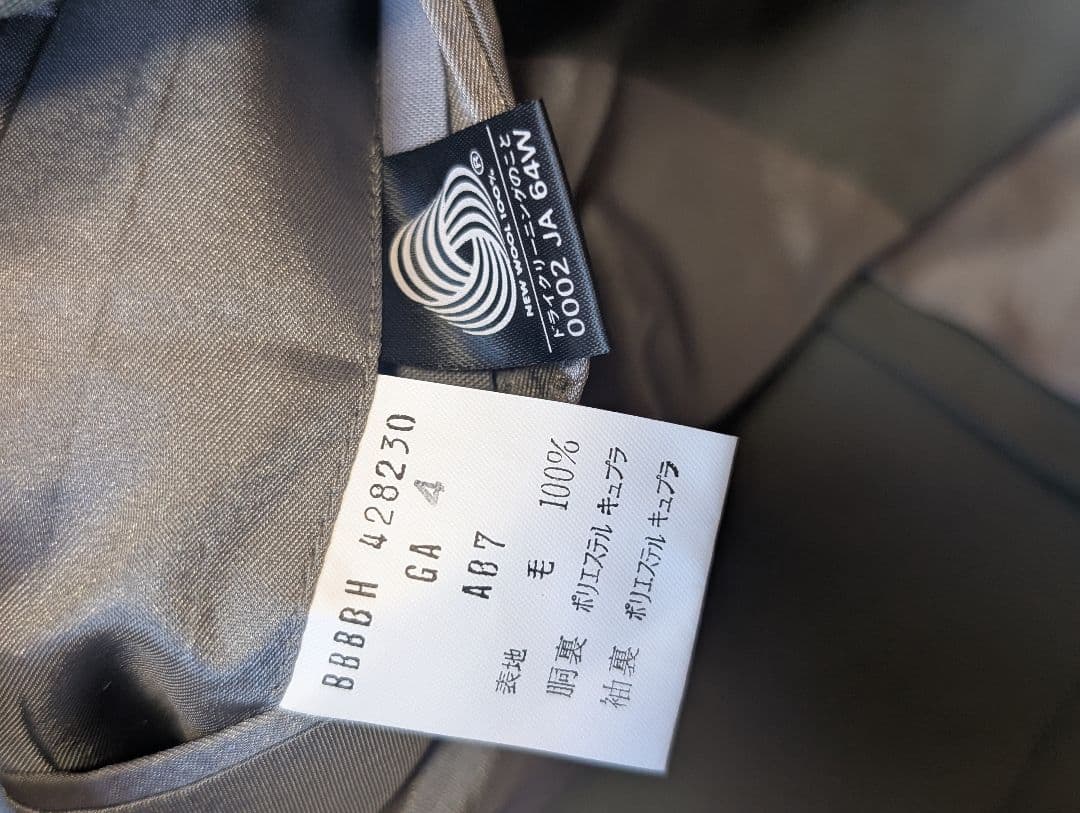 NEW WOOL 100%
®
ドライクリーニングのこと
0002 JA 64W
BBBBH 428230
GA 4
AB7
表地 毛 100%
胴裏 ポリエステル キュプラ
袖裏 ポリエステル キュプラ